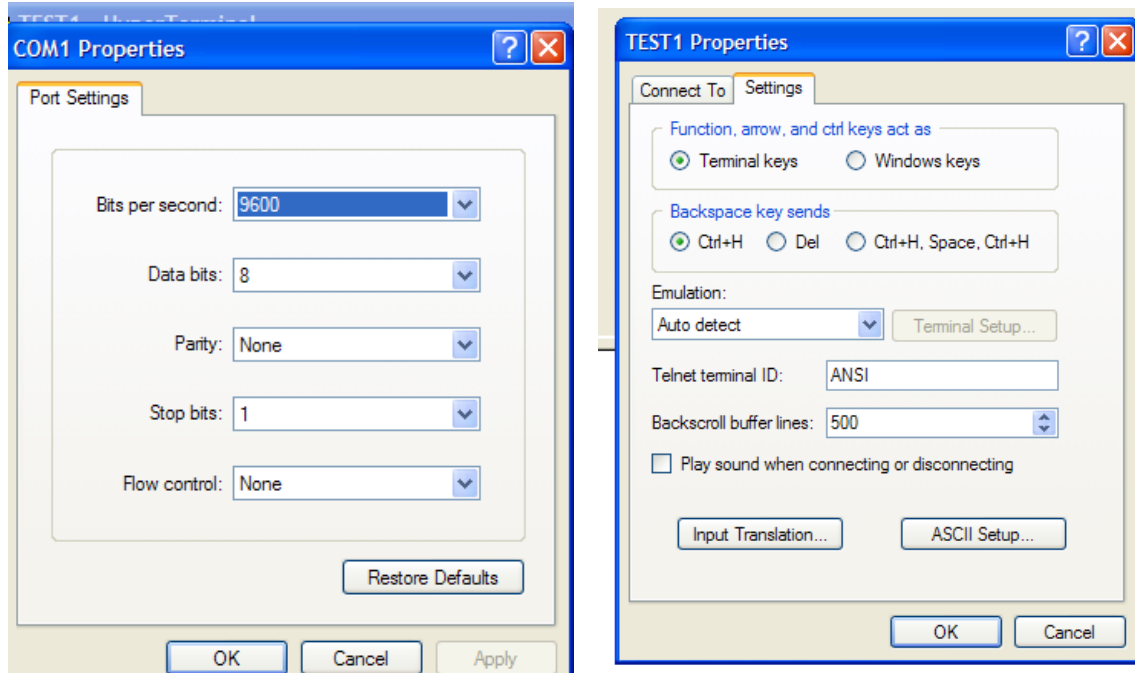 TEST1 - HyperTerminal
COM1 Properties
Port Settings
Bits per second: 9600
Data bits: 8
Parity: None
Stop bits: 1
Flow control: None
Restore Defaults
OK Cancel Apply
TEST1 Properties
Connect To Settings
Function, arrow, and ctrl keys act as
Terminal keys Windows keys
Backspace key sends
Ctrl+H Del Ctrl+H, Space, Ctrl+H
Emulation:
Auto detect Terminal Setup...
Telnet terminal ID: ANSI
Backscroll buffer lines: 500
Play sound when connecting or disconnecting
Input Translation... ASCII Setup...
OK Cancel